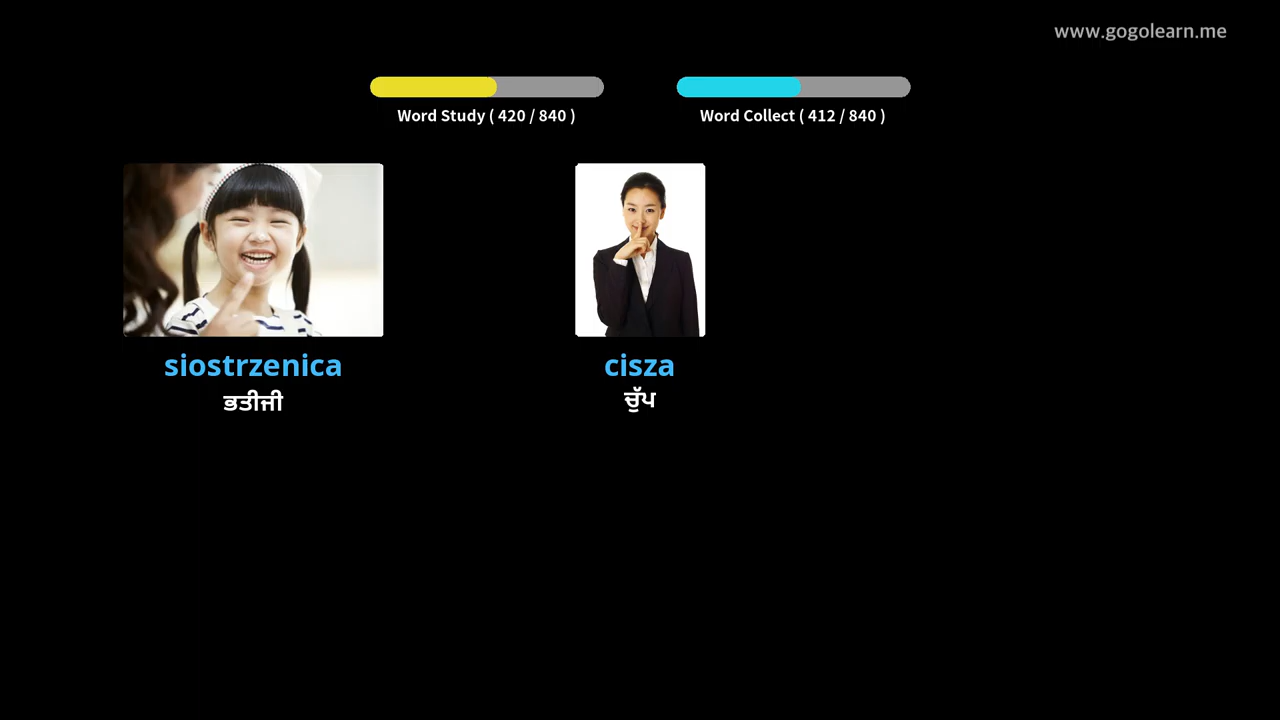 www.gogolearn.me
Word Study ( 420 / 840 )
Word Collect ( 412 / 840 )
siostrzenica
ਭਤੀਜੀ
cisza
ਚੁੱਪ